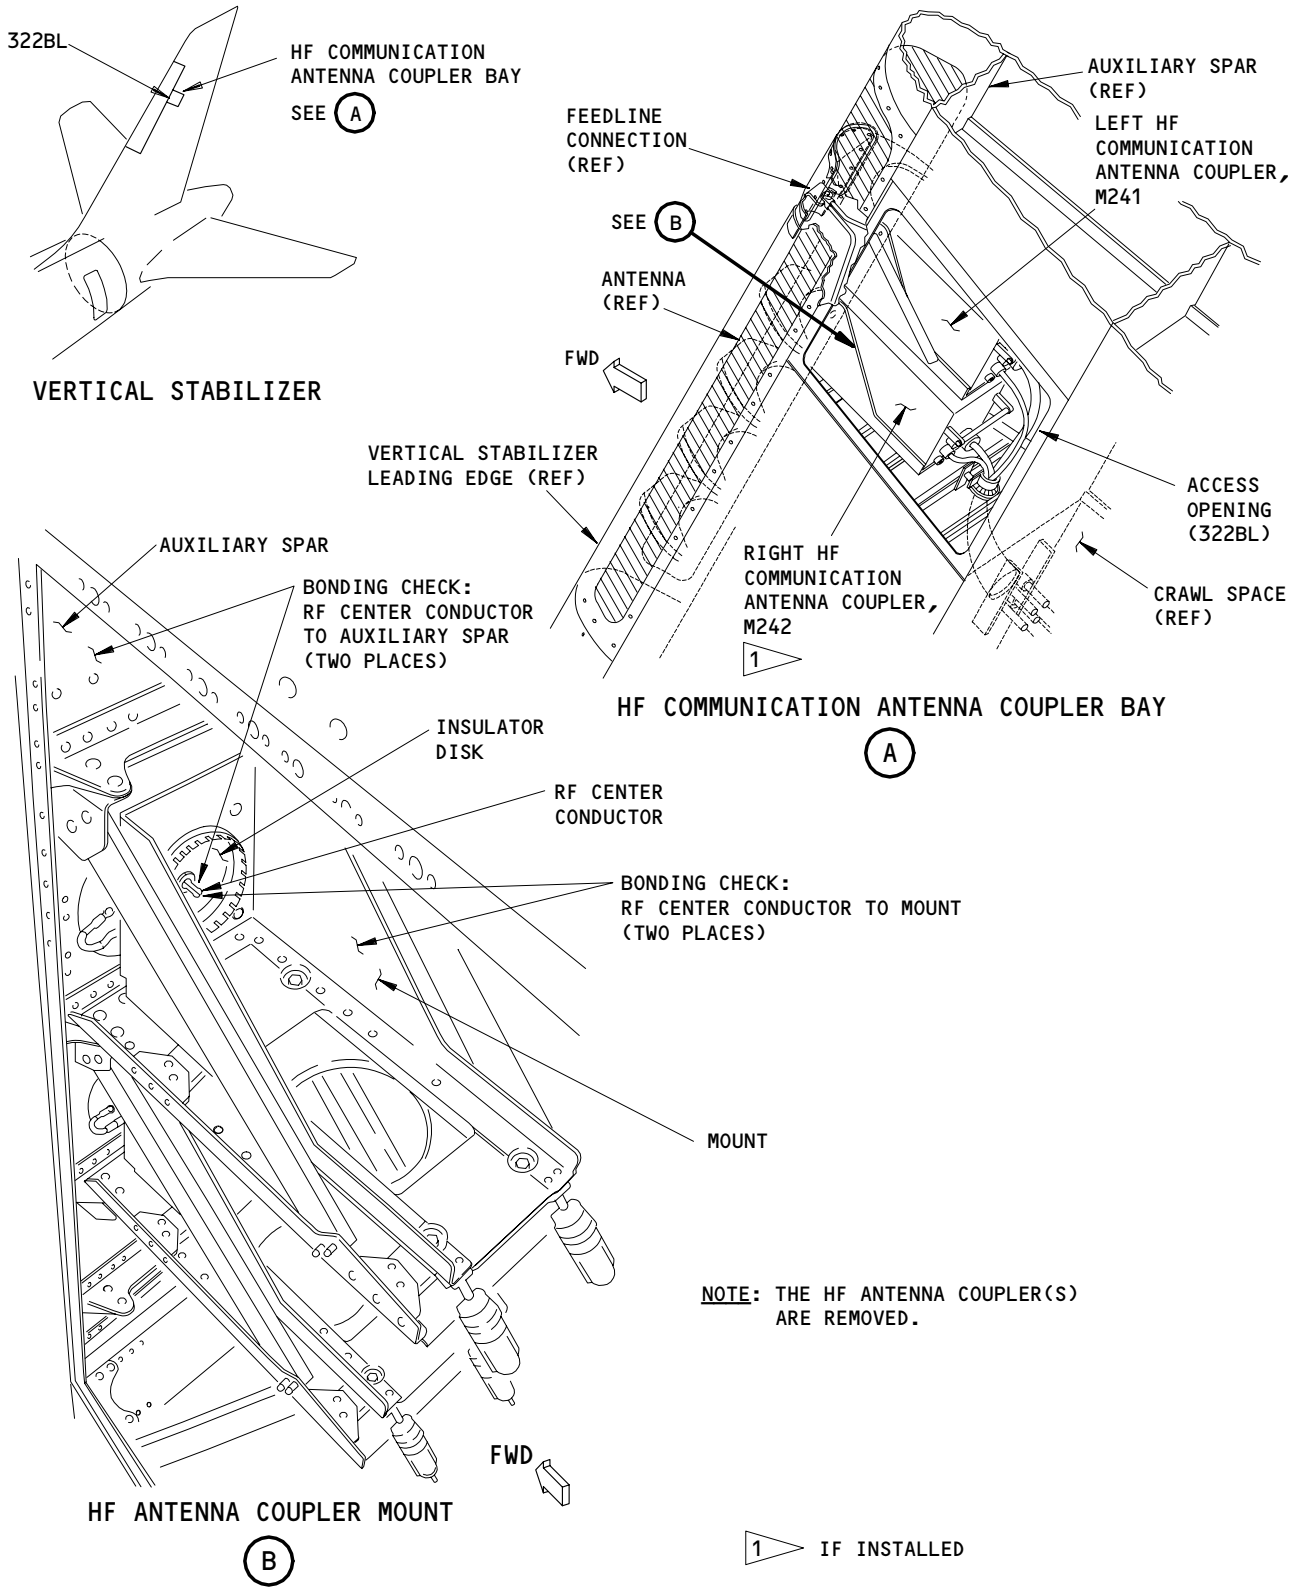 322BL
HF COMMUNICATION
ANTENNA COUPLER BAY
SEE A
VERTICAL STABILIZER
AUXILIARY SPAR
(REF)
FEEDLINE
CONNECTION
(REF)
LEFT HF
COMMUNICATION
ANTENNA COUPLER,
M241
SEE B
ANTENNA
(REF)
FWD
VERTICAL STABILIZER
LEADING EDGE (REF)
ACCESS
OPENING
(322BL)
RIGHT HF
COMMUNICATION
ANTENNA COUPLER,
M242
1
CRAWL SPACE
(REF)
HF COMMUNICATION ANTENNA COUPLER BAY
A
AUXILIARY SPAR
BONDING CHECK:
RF CENTER CONDUCTOR
TO AUXILIARY SPAR
(TWO PLACES)
INSULATOR
DISK
RF CENTER
CONDUCTOR
BONDING CHECK:
RF CENTER CONDUCTOR TO MOUNT
(TWO PLACES)
MOUNT
NOTE: THE HF ANTENNA COUPLER(S)
ARE REMOVED.
FWD
HF ANTENNA COUPLER MOUNT
B
1 IF INSTALLED